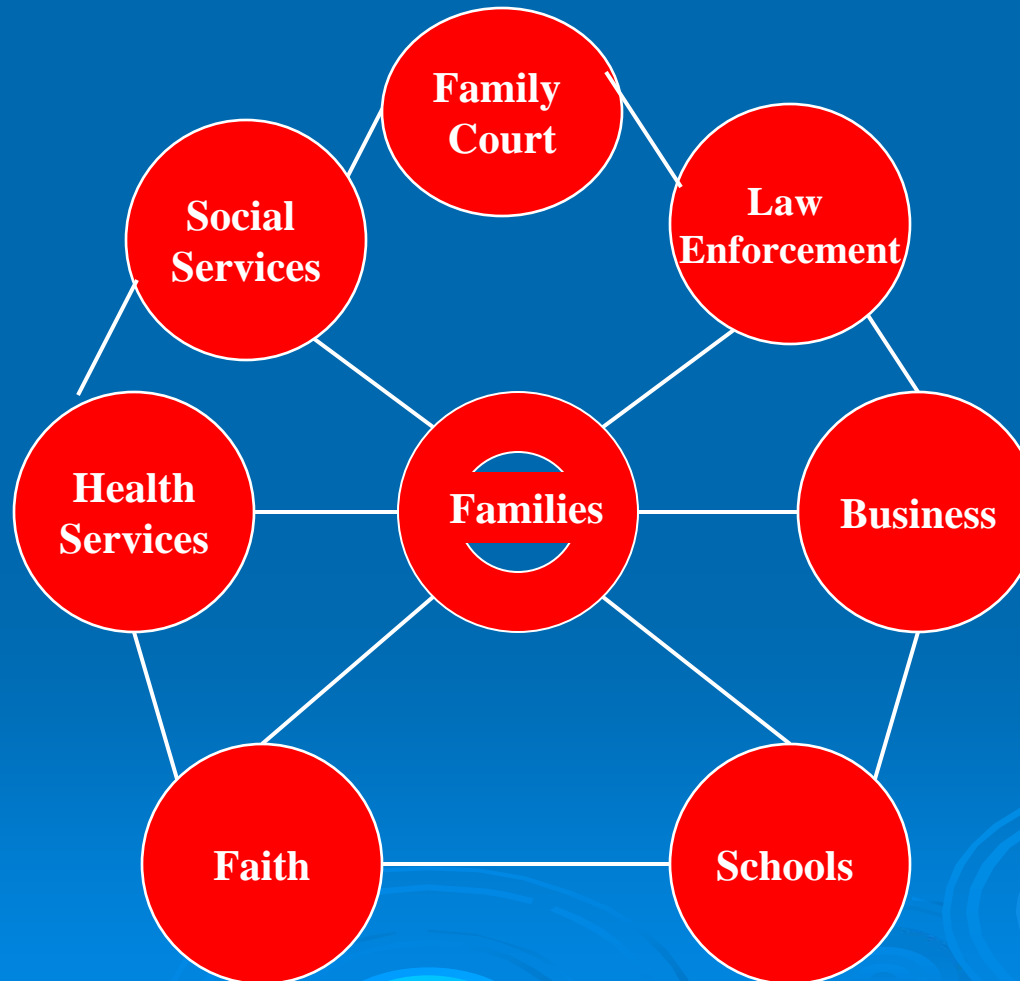 Family
Court
Law
Enforcement
Social
Services
Health
Services
Families
Business
Faith
Schools